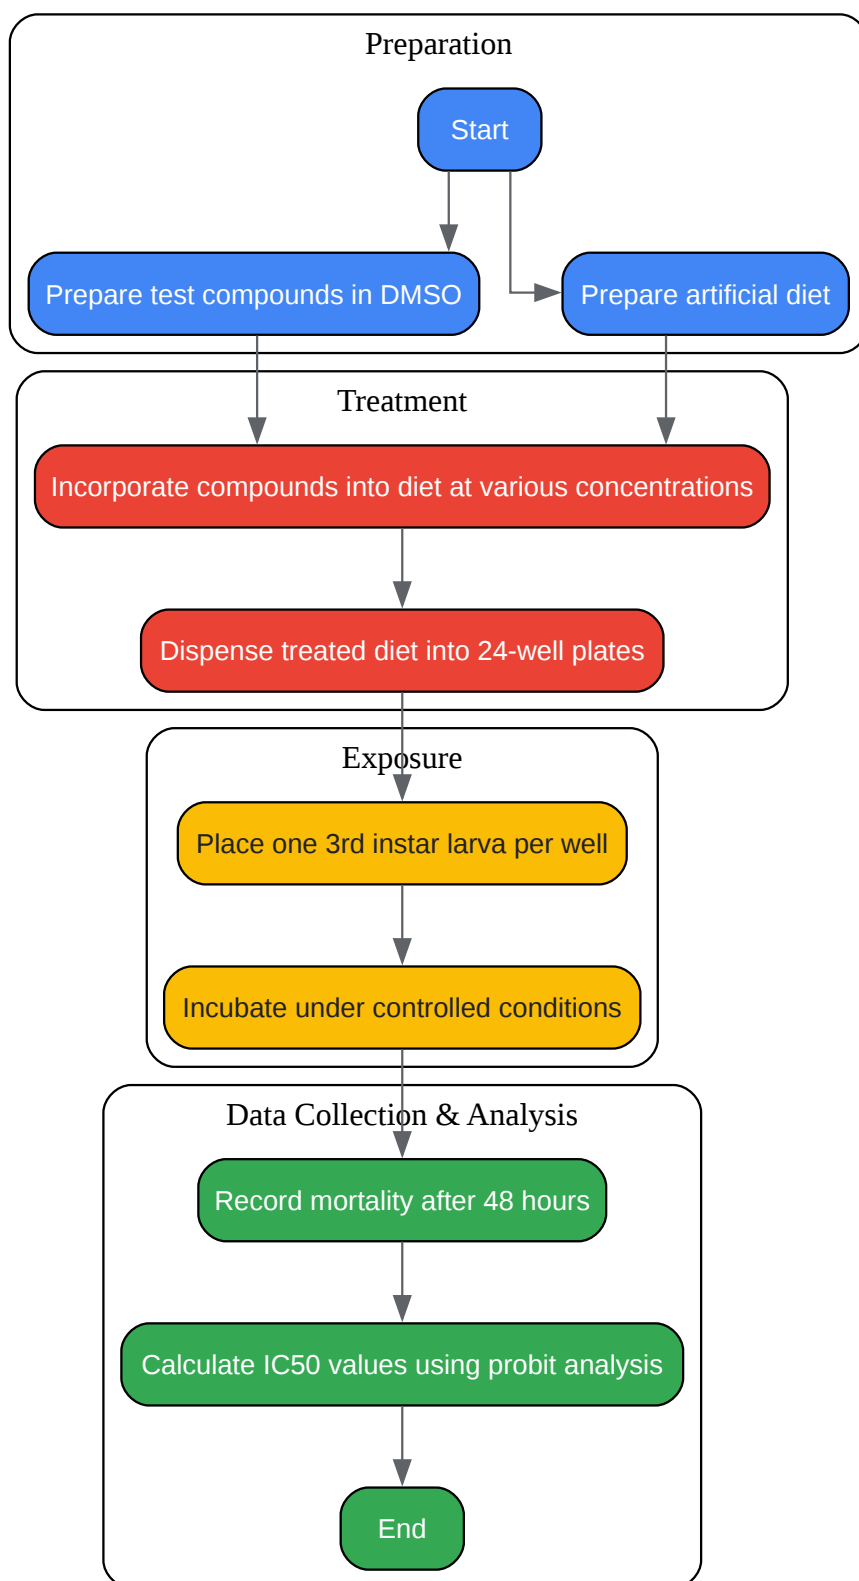 Preparation
Start
Prepare test compounds in DMSO
Prepare artificial diet
Treatment
Incorporate compounds into diet at various concentrations
Dispense treated diet into 24-well plates
Exposure
Place one 3rd instar larva per well
Incubate under controlled conditions
Data Collection & Analysis
Record mortality after 48 hours
Calculate IC50 values using probit analysis
End